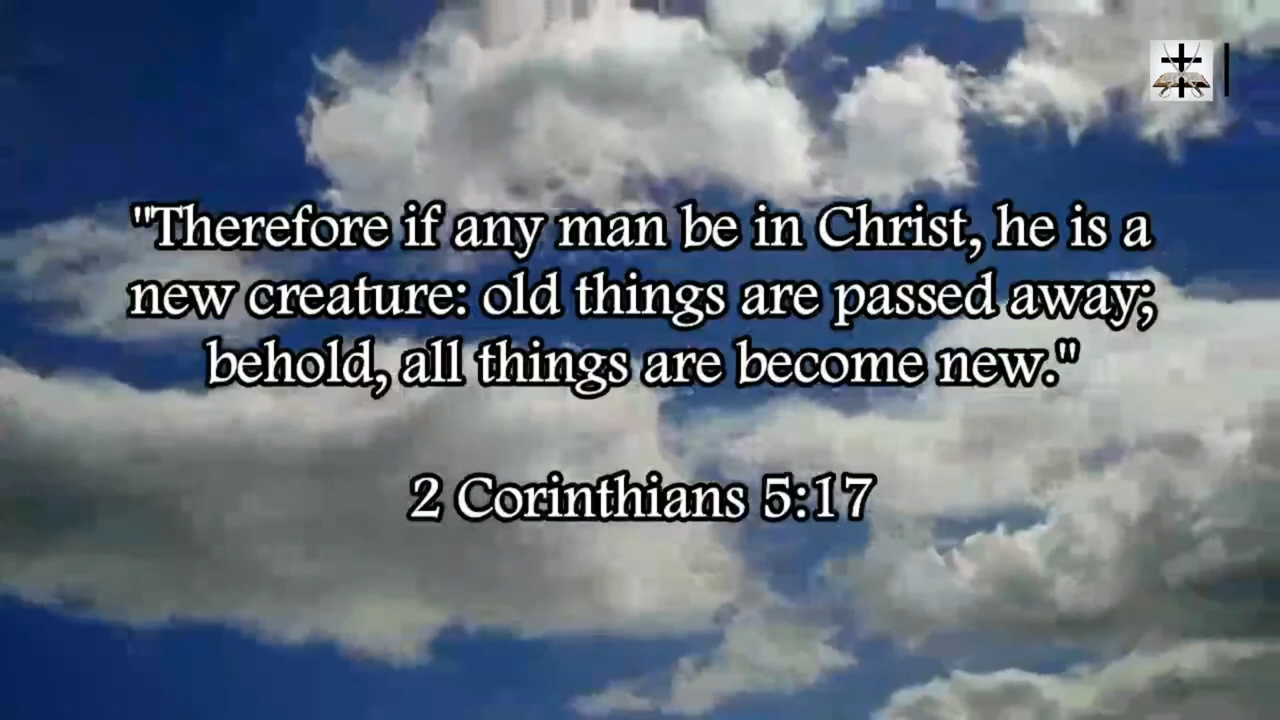 "Therefore if any man be in Christ, he is a
new creature: old things are passed away;
behold, all things are become new."
2 Corinthians 5:17